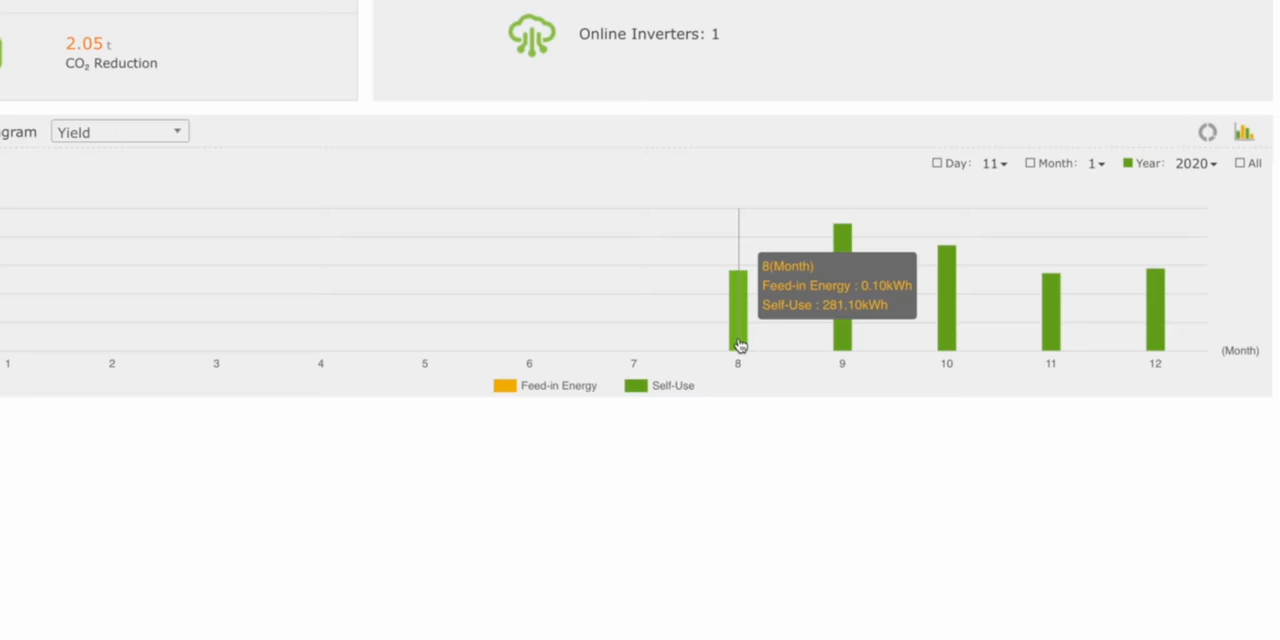 2.05 t
CO₂ Reduction
Online Inverters: 1
gram Yield
Day: 11 Month: 1 Year: 2020 All
8(Month)
Feed-in Energy : 0.10kWh
Self-Use : 281.10kWh
(Month)
1 2 3 4 5 6 7 8 9 10 11 12
Feed-in Energy Self-Use